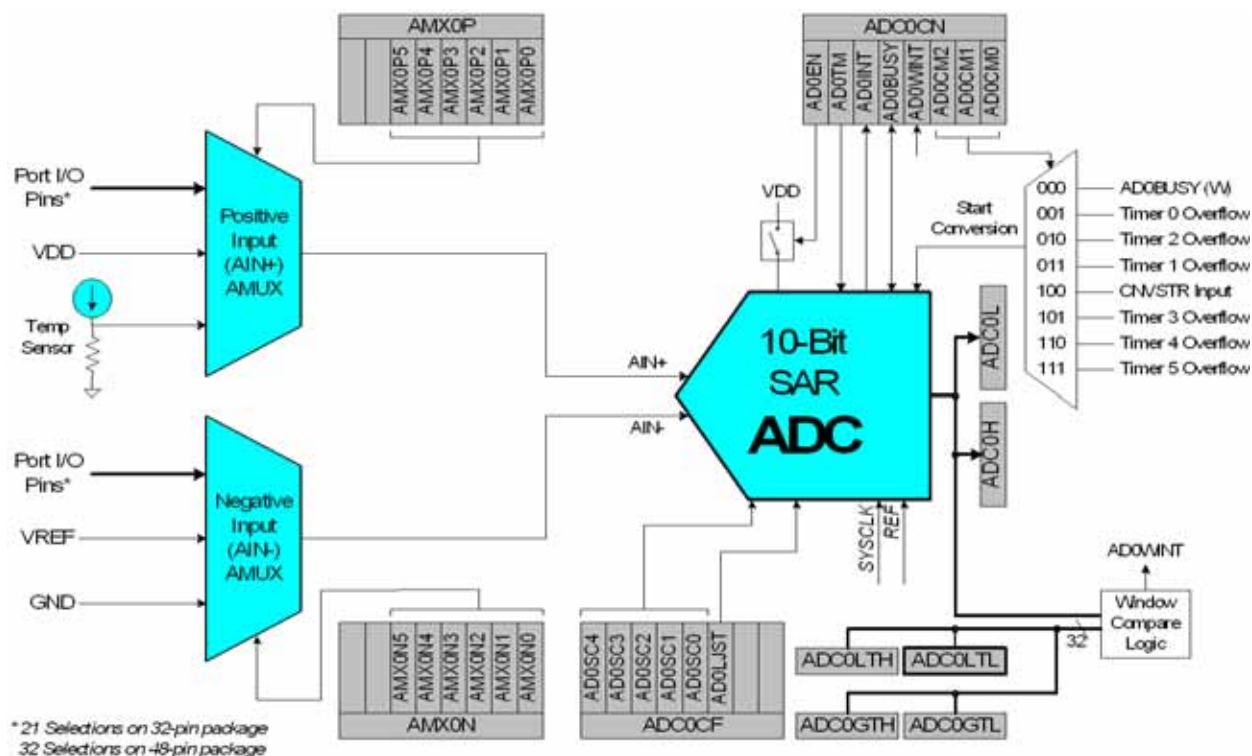 AMX0P
AMX0P5
AMX0P4
AMX0P3
AMX0P2
AMX0P1
AMX0P0
ADC0CN
AD0EN
AD0TM
AD0INT
AD0BUSY
AD0WINT
AD0CM2
AD0CM1
AD0CM0
Port I/O
Pins*
VDD
Temp
Sensor
Positive
Input
(AIN+)
AMUX
VDD
Start
Conversion
000 AD0BUSY (W)
001 Timer 0 Overflow
010 Timer 2 Overflow
011 Timer 1 Overflow
100 CNVSTR Input
101 Timer 3 Overflow
110 Timer 4 Overflow
111 Timer 5 Overflow
AIN+
AIN-
10-Bit
SAR
ADC
ADC0L
ADC0H
Port I/O
Pins*
VREF
GND
Negative
Input
(AIN-)
AMUX
SYSCLK
REF
AD0WINT
Window
Compare
Logic
32
ADC0LTH
ADC0LTL
ADC0GTH
ADC0GTL
AMX0N5
AMX0N4
AMX0N3
AMX0N2
AMX0N1
AMX0N0
AMX0N
AD0SC4
AD0SC3
AD0SC2
AD0SC1
AD0SC0
AD0LJST
ADC0CF
* 21 Selections on 32-pin package
32 Selections on 48-pin package